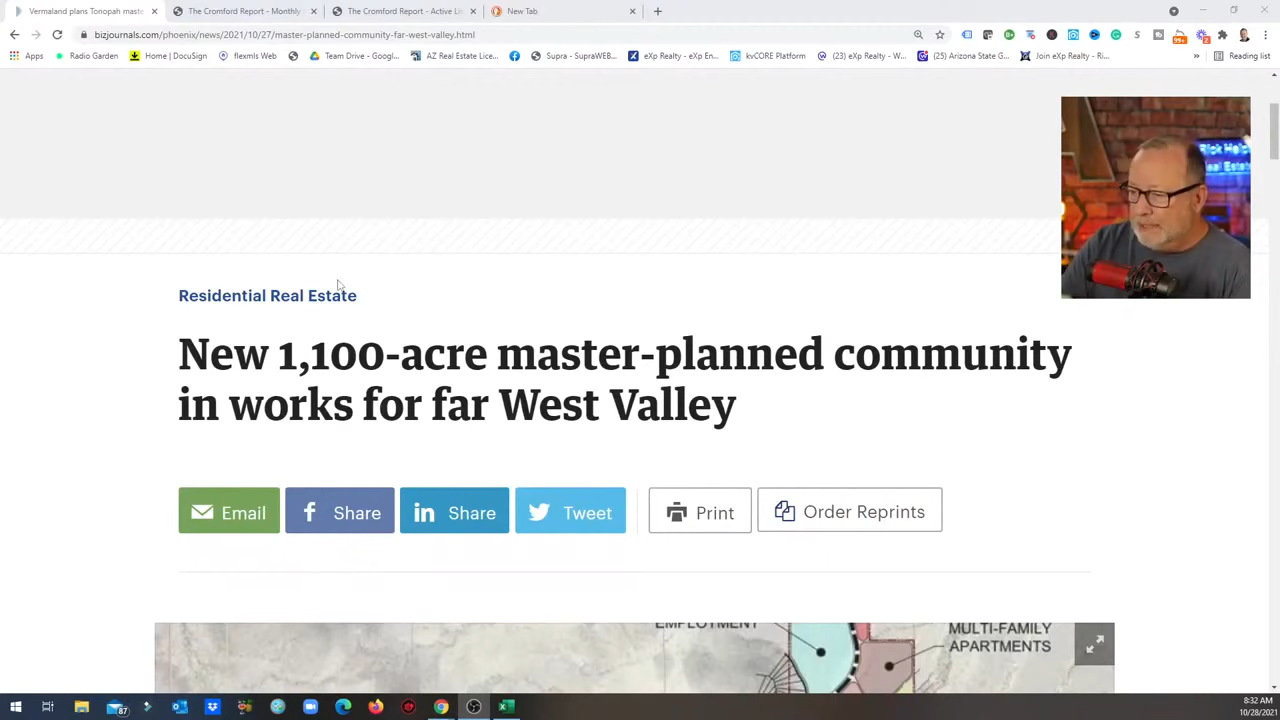 Vermaland plans Tonopah mast
The Cromford Report - Monthly
The Cromford Report - Active Li
New Tab
bizjournals.com/phoenix/news/2021/10/27/master-planned-community-far-west-valley.html
Apps
Radio Garden
Home | DocuSign
flexmls Web
Team Drive - Googl...
AZ Real Estate Lice...
Supra - SupraWEB...
eXp Realty - eXp En...
kvCORE Platform
(23) eXp Realty - W...
(25) Arizona State G...
Join eXp Realty - Ri...
»
Reading list
Residential Real Estate
New 1,100-acre master-planned community
in works for far West Valley
Email
Share
Share
Tweet
Print
Order Reprints
EMPLOYMENT
MULTI-FAMILY
APARTMENTS
87
8:32 AM
10/28/2021